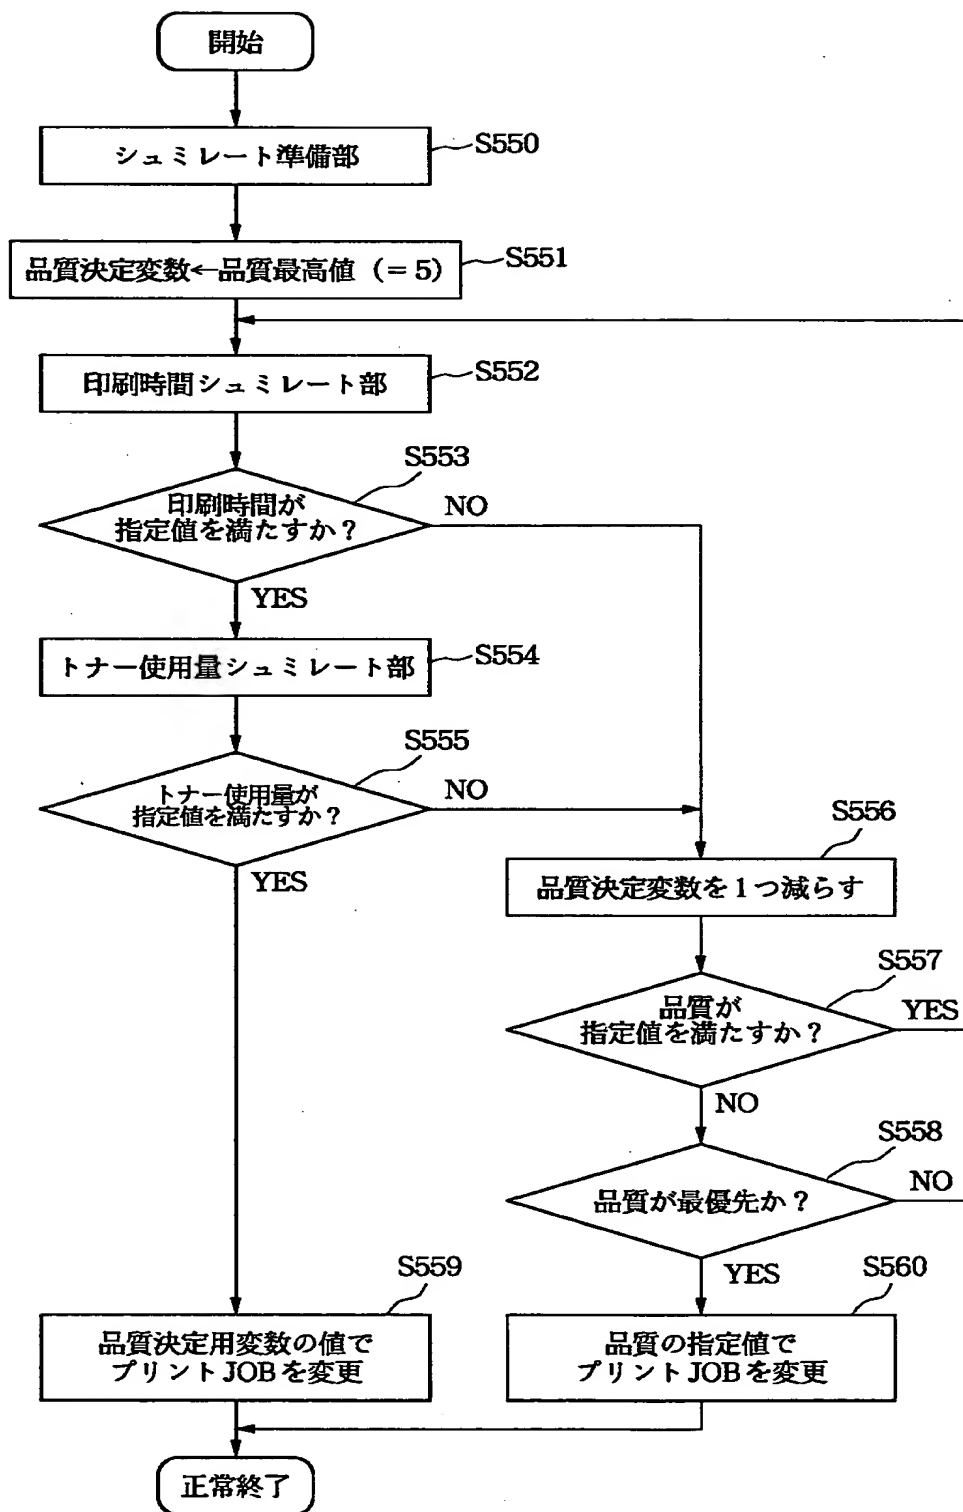 開始
シュミレート準備部
S550
品質決定変数←品質最高値 (=5)
S551
印刷時間シュミレート部
S552
S553
印刷時間が
指定値を満たすか?
NO
YES
トナー使用量シュミレート部
S554
S555
トナー使用量が
指定値を満たすか?
NO
YES
S556
品質決定変数を1つ減らす
S557
品質が
指定値を満たすか?
YES
NO
S558
品質が最優先か?
NO
YES
S559
品質決定用変数の値で
プリントJOBを変更
S560
品質の指定値で
プリントJOBを変更
正常終了